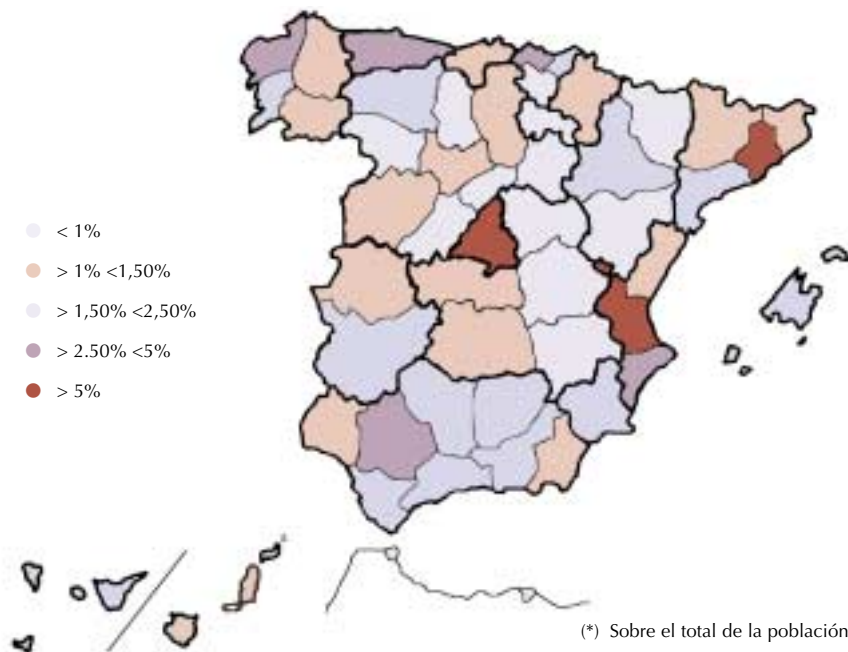 < 1%
> 1% <1,50%
> 1,50% <2,50%
> 2.50% <5%
> 5%
(*) Sobre el total de la población